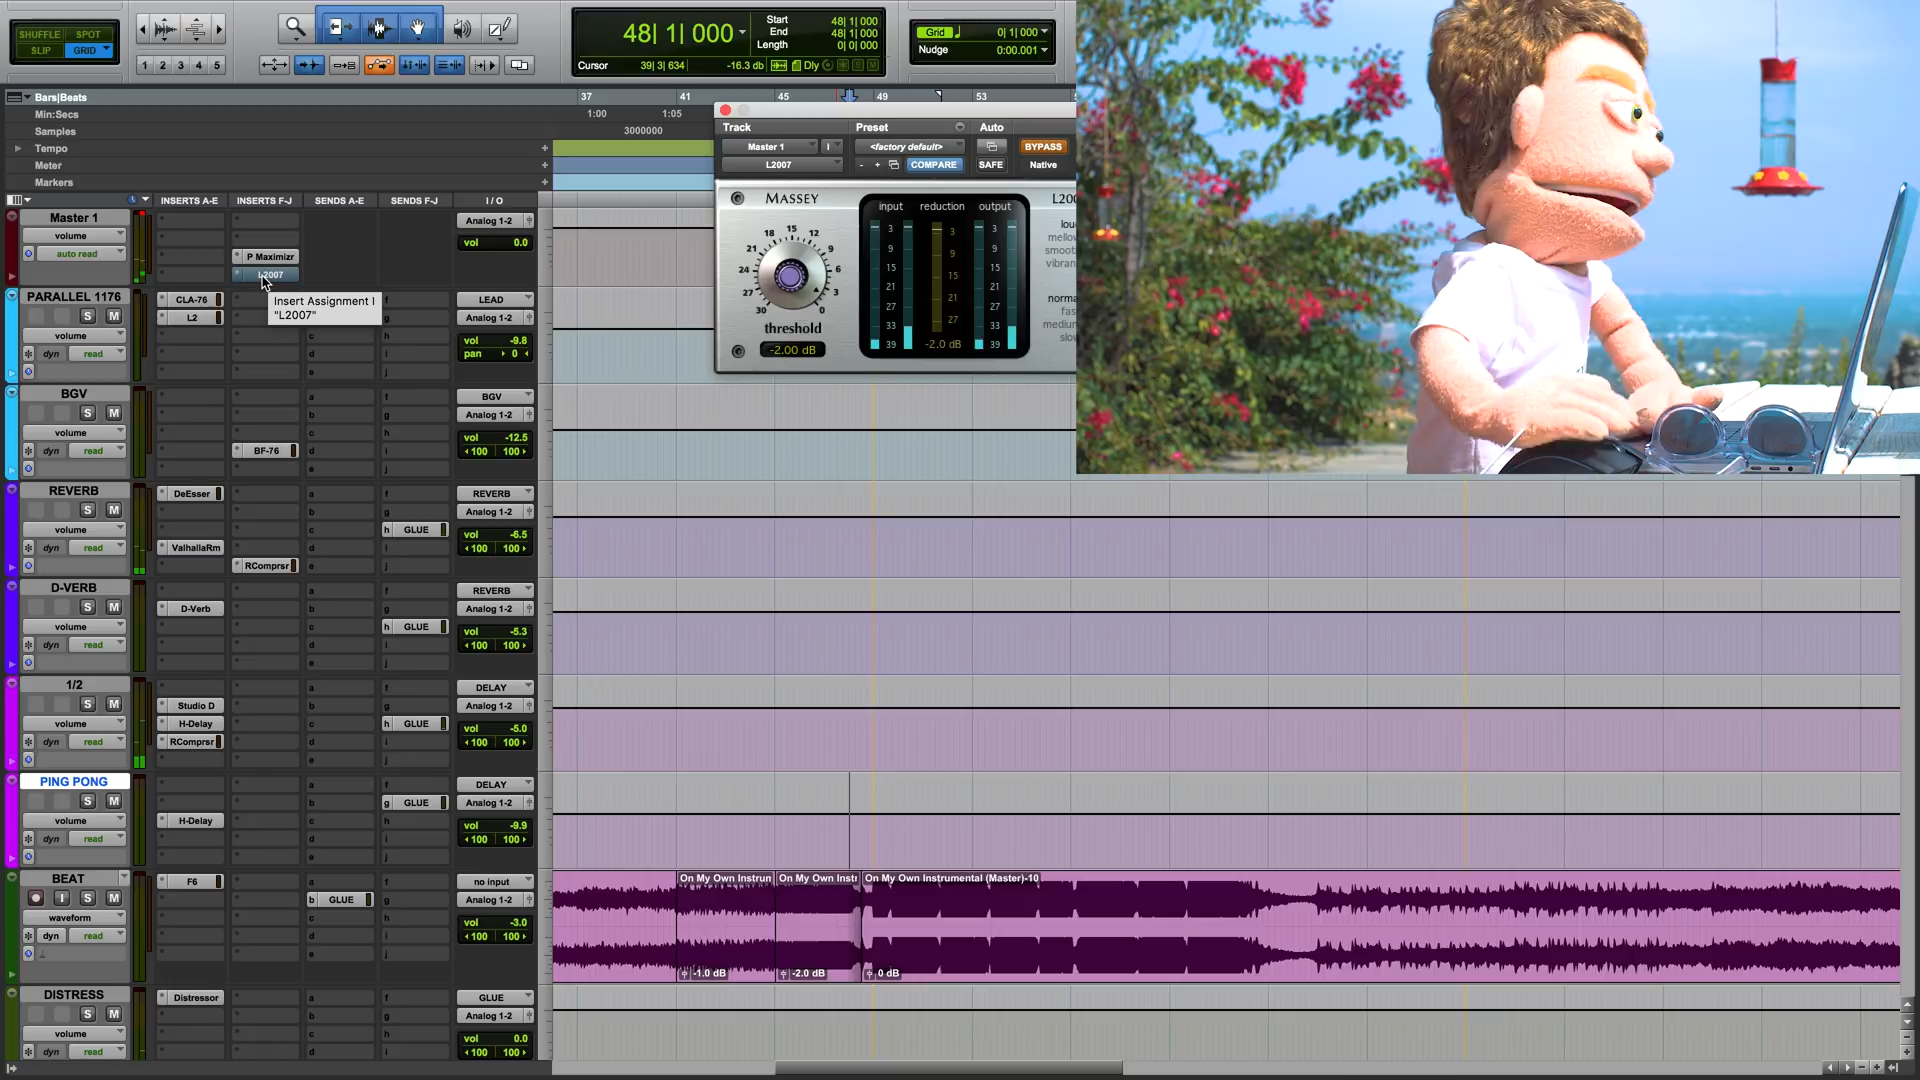 SHUFFLE SPOT
SLIP GRID
1 2 3 4 5
48| 1| 000
Start 48| 1| 000
End 48| 1| 000
Length 0| 0| 000
Cursor 39| 3| 634 -16.3 db Dly
Grid 0| 1| 000
Nudge 0:00.001
Bars|Beats 37 41 45 49 53
Min:Secs 1:00 1:05
Samples 3000000
Tempo
Meter
Markers
INSERTS A-E INSERTS F-J SENDS A-E SENDS F-J I / O
Master 1
volume
auto read
P Maximizr
L2007
Analog 1-2
vol 0.0
Insert Assignment I
"L2007"
Track Preset Auto
Master 1 <factory default> BYPASS
L2007 - + COMPARE SAFE Native
MASSEY
input reduction output
3 9 15 21 27 33 39
3 9 15 21 27
3 9 15 21 27 33 39
30 27 24 21 18 15 12 9 6 3 0
threshold
-2.00 dB
-2.0 dB
PARALLEL 1176
S M
volume
dyn read
CLA-76
L2
LEAD
Analog 1-2
vol -9.8
pan 0
BGV
S M
volume
dyn read
BF-76
BGV
Analog 1-2
vol -12.5
100 100
REVERB
S M
volume
dyn read
DeEsser
ValhallaRm
RComprsr
h GLUE
REVERB
Analog 1-2
vol -6.5
100 100
D-VERB
S M
volume
dyn read
D-Verb
h GLUE
REVERB
Analog 1-2
vol -5.3
100 100
1/2
S M
volume
dyn read
Studio D
H-Delay
RComprsr
h GLUE
DELAY
Analog 1-2
vol -5.0
100 100
PING PONG
S M
volume
dyn read
H-Delay
g GLUE
DELAY
Analog 1-2
vol -9.9
100 100
BEAT
I S M
waveform
dyn read
F6
b GLUE
no input
Analog 1-2
vol -3.0
100 100
On My Own Instrun On My Own Instr On My Own Instrumental (Master)-10
-1.0 dB -2.0 dB 0 dB
DISTRESS
S M
volume
dyn read
Distressor
GLUE
Analog 1-2
vol 0.0
100 100